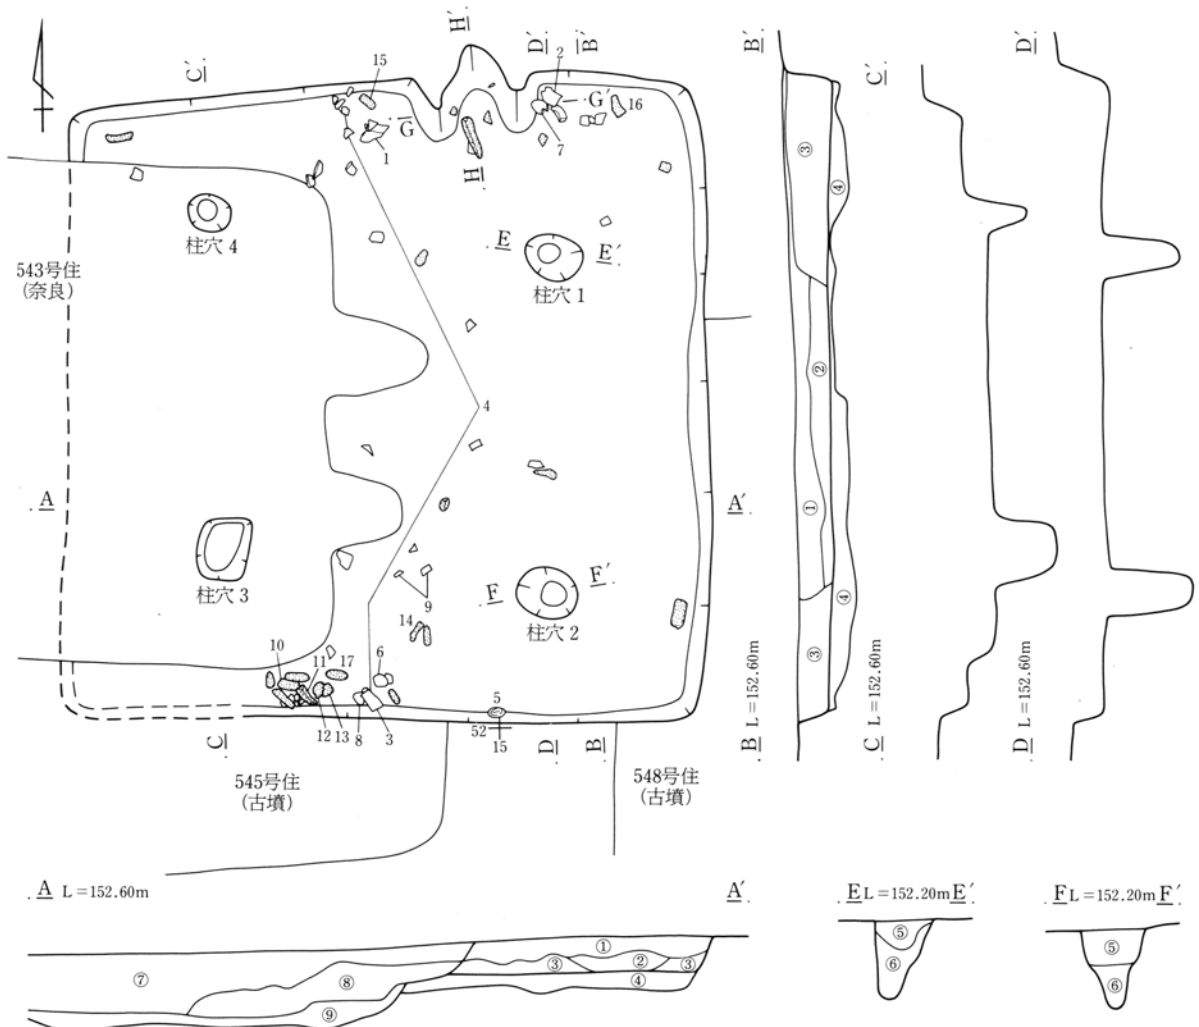 H′
D′
B′
2
C′
15
G
G′
16
1
7
H
柱穴 4
E
E′
柱穴 1
543号住
(奈良)
4
A
A′
9
柱穴 3
F
F′
14
柱穴 2
10
11
17
6
5
12
13
8
3
52
15
C
D
B
545号住
(古墳)
548号住
(古墳)
B′
③
④
②
①
④
③
B L=152.60m
C′
C L=152.60m
D′
D L=152.60m
A L=152.60m
A′
①
②
③
③
④
⑦
⑧
⑨
E L=152.20m E′
⑤
⑥
F L=152.20m F′
⑤
⑥